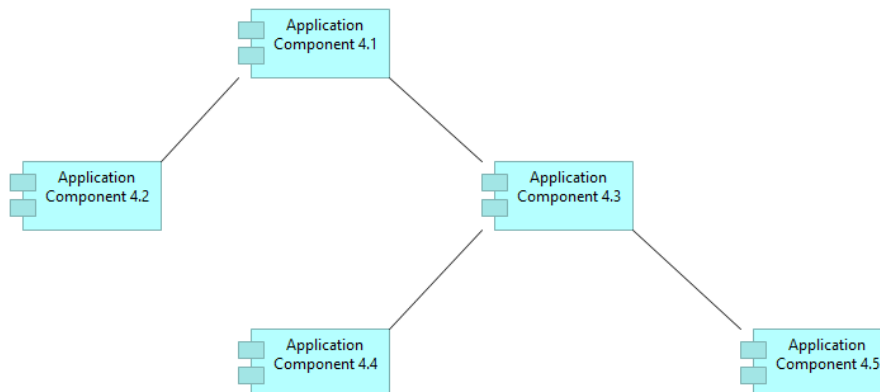 Application
Component 4.1
Application
Component 4.2
Application
Component 4.3
Application
Component 4.4
Application
Component 4.5